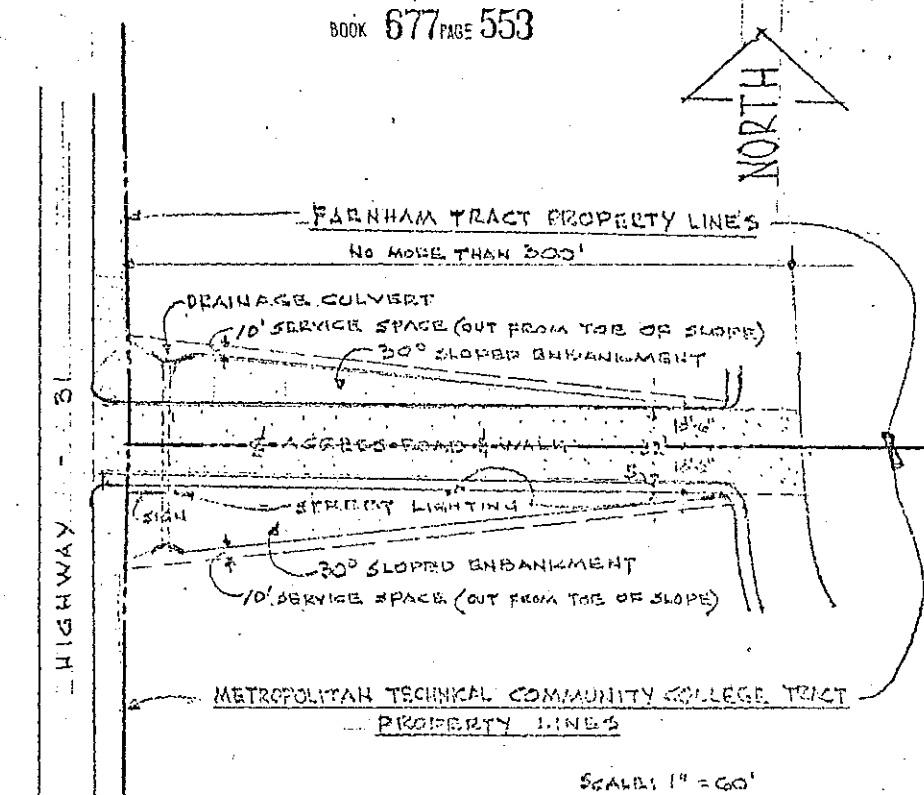 BOOK 677 PAGE 553
NORTH
FARNHAM TRACT PROPERTY LINES
NO MORE THAN 300'
DRAINAGE CULVERT
10' SERVICE SPACE (OUT FROM TOE OF SLOPE)
30° SLOPED ENBANKMENT
℄ ACCESS ROAD & WALK
STREET LIGHTING
SIGN
30° SLOPED ENBANKMENT
10' SERVICE SPACE (OUT FROM TOE OF SLOPE)
HIGHWAY - 31
METROPOLITAN TECHNICAL COMMUNITY COLLEGE TRACT
PROPERTY LINES
SCALE: 1" = 60'